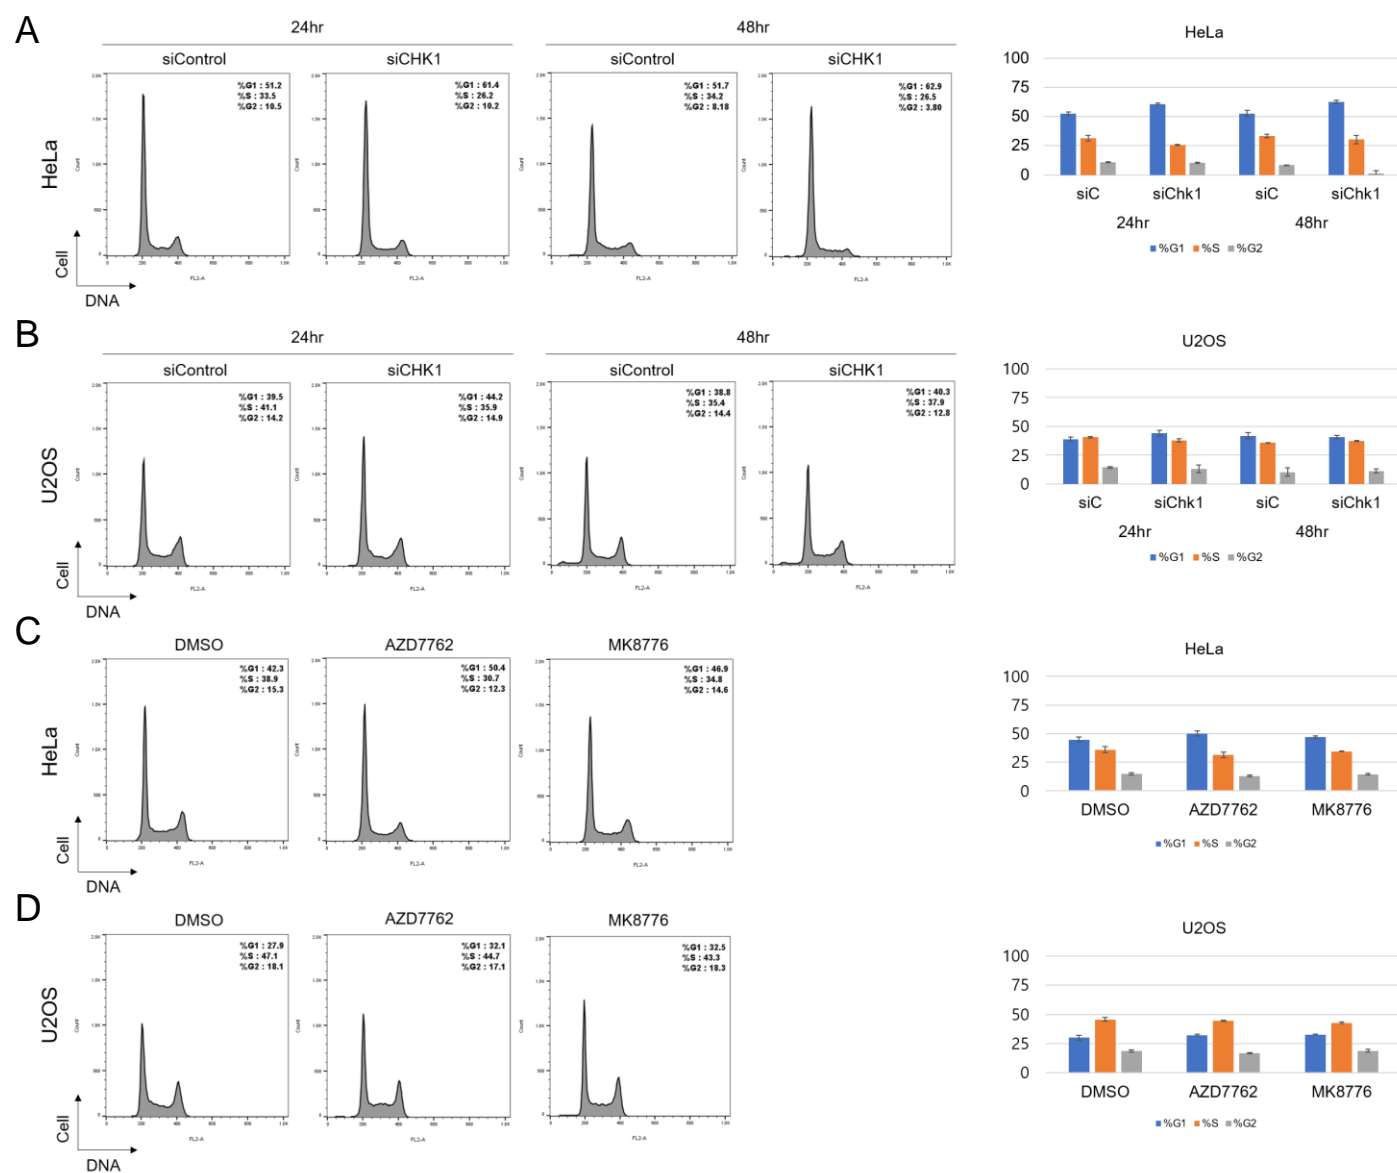 A
24hr
48hr
siControl
siCHK1
siControl
siCHK1
%G1 : 51.2
%S : 33.5
%G2 : 10.5
%G1 : 61.4
%S : 26.2
%G2 : 10.2
%G1 : 51.7
%S : 34.2
%G2 : 8.18
%G1 : 62.9
%S : 26.5
%G2 : 3.80
HeLa
Count
FL2-A
Cell
DNA
HeLa
100
75
50
25
0
siC
siChk1
siC
siChk1
24hr
48hr
%G1 %S %G2
B
24hr
48hr
siControl
siCHK1
siControl
siCHK1
%G1 : 39.5
%S : 41.1
%G2 : 14.2
%G1 : 44.2
%S : 35.9
%G2 : 14.9
%G1 : 38.8
%S : 35.4
%G2 : 14.4
%G1 : 40.3
%S : 37.9
%G2 : 12.8
U2OS
Count
FL2-A
Cell
DNA
U2OS
100
75
50
25
0
siC
siChk1
siC
siChk1
24hr
48hr
%G1 %S %G2
C
DMSO
AZD7762
MK8776
%G1 : 42.3
%S : 38.9
%G2 : 15.3
%G1 : 50.4
%S : 30.7
%G2 : 12.3
%G1 : 46.9
%S : 34.8
%G2 : 14.6
HeLa
Count
FL2-A
Cell
DNA
HeLa
100
75
50
25
0
DMSO
AZD7762
MK8776
%G1 %S %G2
D
DMSO
AZD7762
MK8776
%G1 : 27.9
%S : 47.1
%G2 : 18.1
%G1 : 32.1
%S : 44.7
%G2 : 17.1
%G1 : 32.5
%S : 43.3
%G2 : 18.3
U2OS
Count
FL2-A
Cell
DNA
U2OS
100
75
50
25
0
DMSO
AZD7762
MK8776
%G1 %S %G2